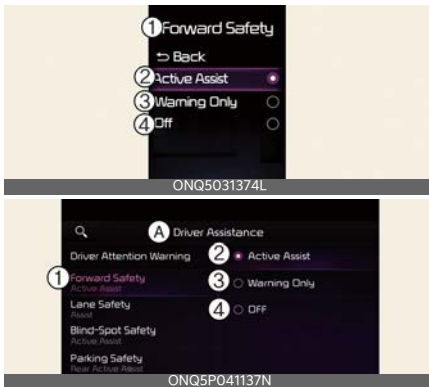 ① Forward Safety
⮌ Back
② Active Assist
③ Warning Only
④ Off
ONQ5031374L
Ⓐ Driver Assistance
Driver Attention Warning
① Forward Safety
Active Assist
Lane Safety
Assist
Blind-Spot Safety
Active Assist
Parking Safety
Rear Active Assist
② Active Assist
③ Warning Only
④ OFF
ONQ5P041137N